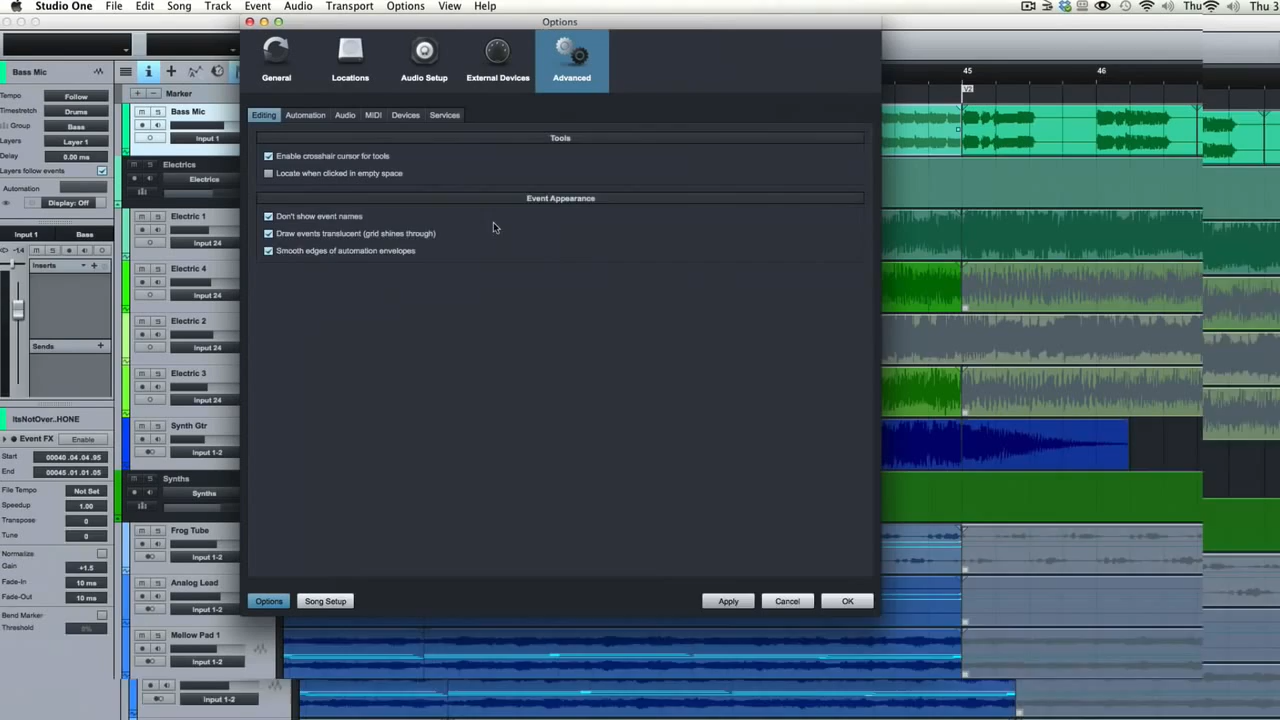 Studio One File Edit Song Track Event Audio Transport Options View Help Thu Thu 3
Options
General Locations Audio Setup External Devices Advanced
Bass Mic
Tempo Follow
Timestretch Drums
Group Bass
Layers Layer 1
Delay 0.00 ms
Layers follow events
Automation
Display: Off
Input 1 Bass
-1.4 M S
Inserts
Sends
ItsNotOver..HONE
Event FX Enable
Start 00040 .04.04 .95
End 00045 .01.01 .05
File Tempo Not Set
Speedup 1.00
Transpose 0
Tune 0
Normalize
Gain +1.5
Fade-In 10 ms
Fade-Out 10 ms
Bend Marker
Threshold 0%
Marker
M S Bass Mic
Input 1
M S Electrics
Electrics
M S Electric 1
Input 24
M S Electric 4
Input 24
M S Electric 2
Input 24
M S Electric 3
Input 24
M S Synth Gtr
Input 1-2
M S Synths
Synths
M S Frog Tube
Input 1-2
M S Analog Lead
Input 1-2
M S Mellow Pad 1
Input 1-2
Input 1-2
Editing Automation Audio MIDI Devices Services
Tools
Enable crosshair cursor for tools
Locate when clicked in empty space
Event Appearance
Don't show event names
Draw events translucent (grid shines through)
Smooth edges of automation envelopes
Options Song Setup Apply Cancel OK
45 46
V2